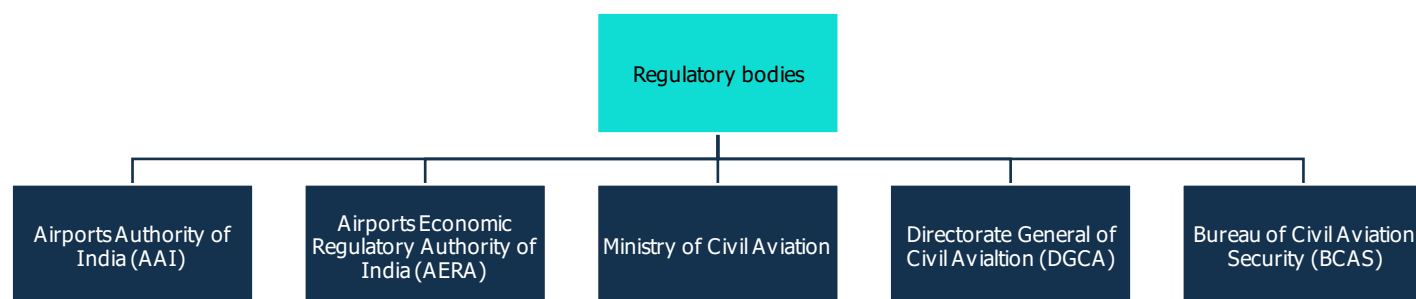 Regulatory bodies
Airports Authority of
India (AAI)
Airports Economic
Regulatory Authority of
India (AERA)
Ministry of Civil Aviation
Directorate General of
Civil Avialtion (DGCA)
Bureau of Civil Aviation
Security (BCAS)